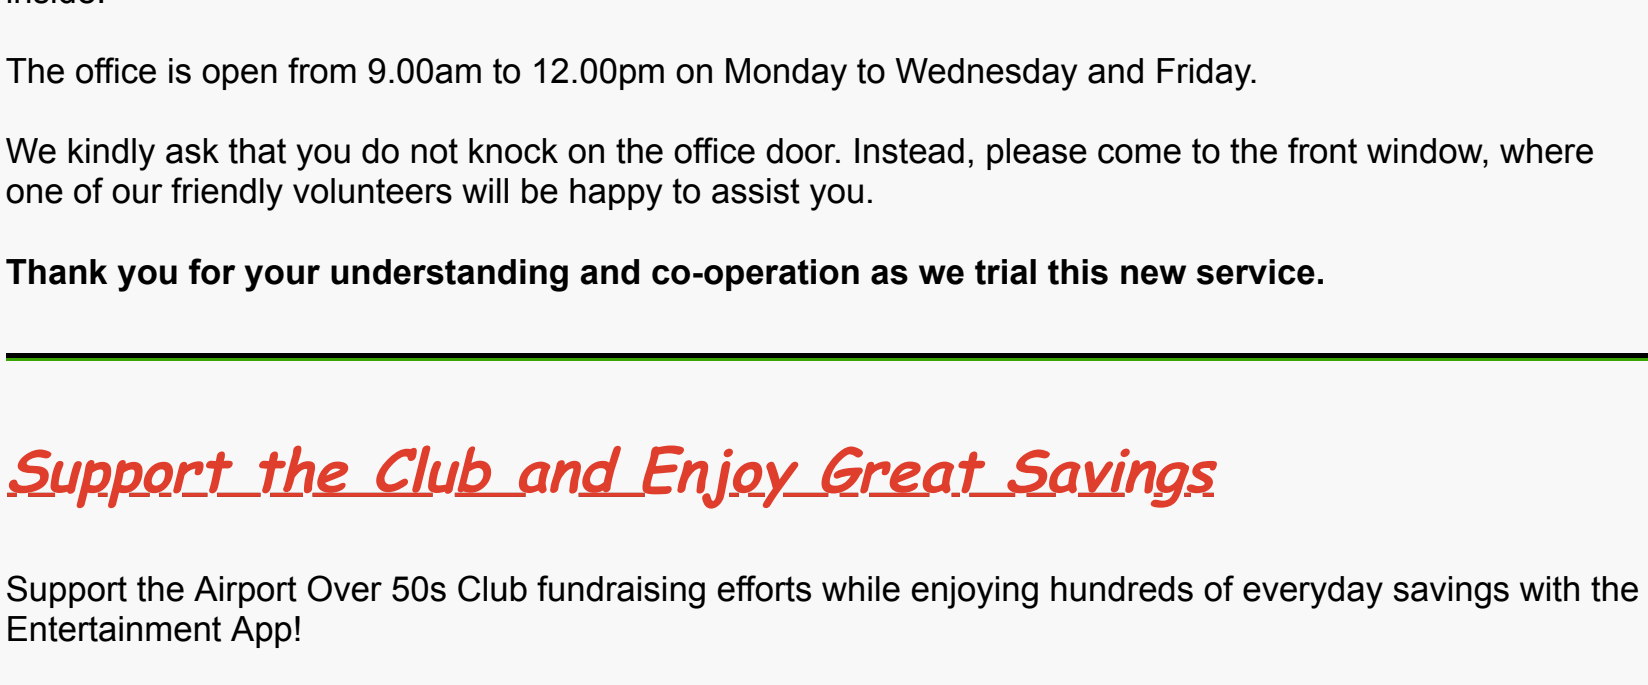 The office is open from 9.00am to 12.00pm on Monday to Wednesday and Friday.
We kindly ask that you do not knock on the office door. Instead, please come to the front window, where
one of our friendly volunteers will be happy to assist you.
Thank you for your understanding and co-operation as we trial this new service.
Support the Club and Enjoy Great Savings
Support the Airport Over 50s Club fundraising efforts while enjoying hundreds of everyday savings with the
Entertainment App!